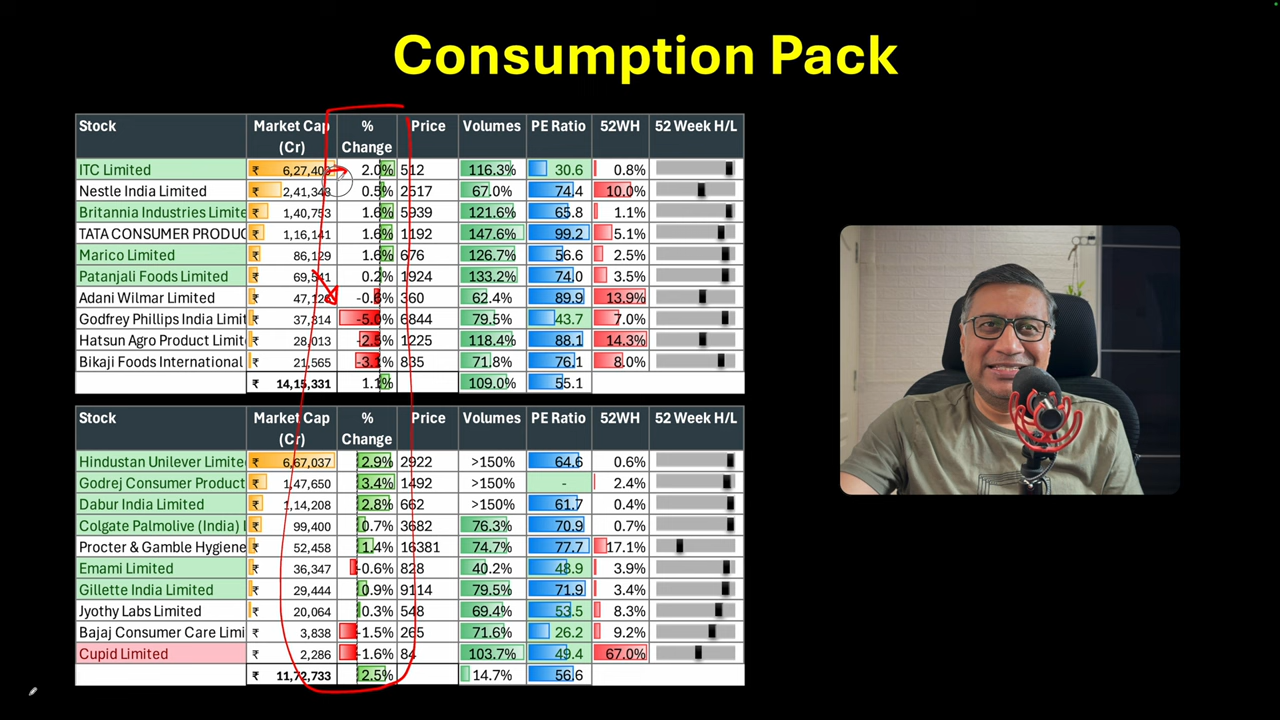 Consumption Pack
Stock Market Cap (Cr) % Change Price Volumes PE Ratio 52WH 52 Week H/L
ITC Limited ₹ 6,27,403 2.0% 512 116.3% 30.6 0.8%
Nestle India Limited ₹ 2,41,343 0.5% 2517 67.0% 74.4 10.0%
Britannia Industries Limite ₹ 1,40,753 1.6% 5939 121.6% 65.8 1.1%
TATA CONSUMER PRODUC ₹ 1,16,141 1.6% 1192 147.6% 99.2 5.1%
Marico Limited ₹ 86,129 1.6% 676 126.7% 56.6 2.5%
Patanjali Foods Limited ₹ 69,541 0.2% 1924 133.2% 74.0 3.5%
Adani Wilmar Limited ₹ -0.6% 360 62.4% 89.9 13.9%
Godfrey Phillips India Limit ₹ 37,314 -5.0% 6844 79.5% 43.7 7.0%
Hatsun Agro Product Limit ₹ 28,013 -2.5% 1225 118.4% 88.1 14.3%
Bikaji Foods International ₹ 21,565 -3.1% 835 71.8% 76.1 8.0%
₹ 14,15,331 1.1% 109.0% 55.1
Stock Market Cap (Cr) % Change Price Volumes PE Ratio 52WH 52 Week H/L
Hindustan Unilever Limite ₹ 6,67,037 2.9% 2922 >150% 64.6 0.6%
Godrej Consumer Product ₹ 1,47,650 3.4% 1492 >150% - 2.4%
Dabur India Limited ₹ 1,14,208 2.8% 662 >150% 61.7 0.4%
Colgate Palmolive (India) l ₹ 99,400 0.7% 3682 76.3% 70.9 0.7%
Procter & Gamble Hygiene ₹ 52,458 1.4% 16381 74.7% 77.7 17.1%
Emami Limited ₹ 36,347 -0.6% 828 40.2% 48.9 3.9%
Gillette India Limited ₹ 29,444 0.9% 9114 79.5% 71.9 3.4%
Jyothy Labs Limited ₹ 20,064 0.3% 548 69.4% 53.5 8.3%
Bajaj Consumer Care Limi ₹ 3,838 -1.5% 265 71.6% 26.2 9.2%
Cupid Limited ₹ 2,286 -1.6% 84 103.7% 49.4 67.0%
₹ 11,72,733 2.5% 14.7% 56.6